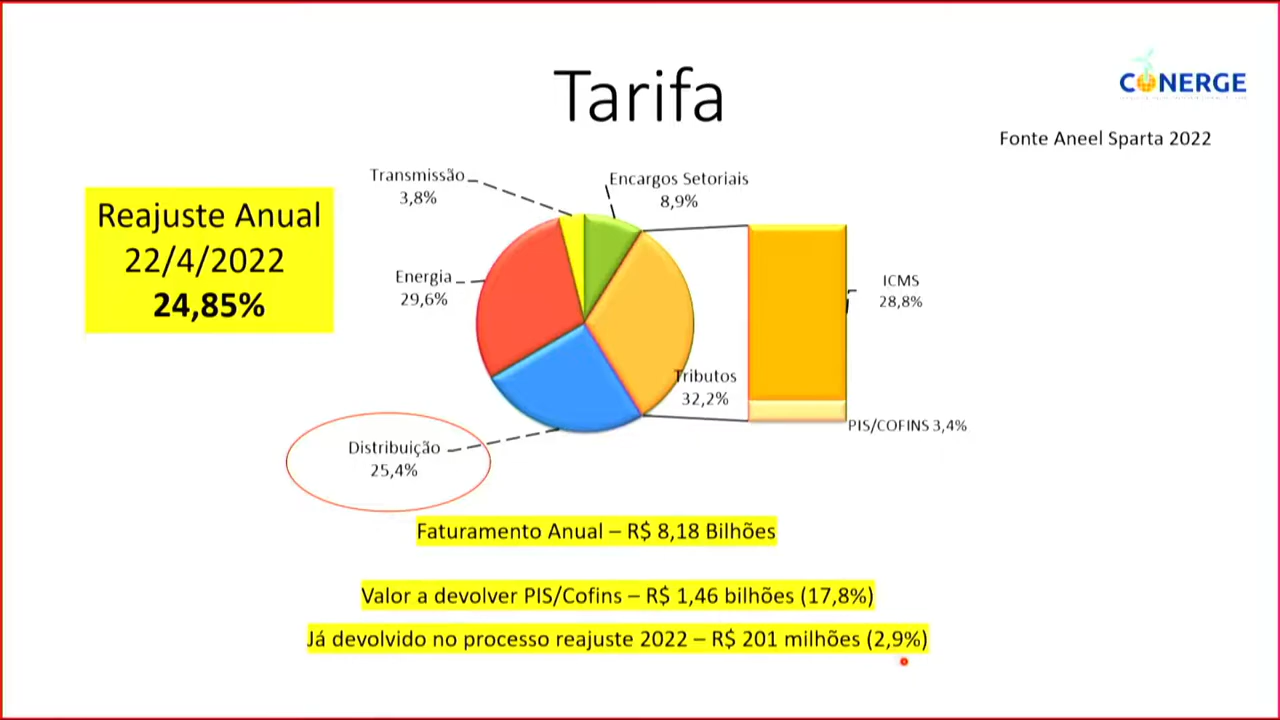 Tarifa
CONERGE
Fonte Aneel Sparta 2022
Reajuste Anual
22/4/2022
24,85%
Transmissão
3,8%
Encargos Setoriais
8,9%
Energia
29,6%
ICMS
28,8%
Tributos
32,2%
PIS/COFINS 3,4%
Distribuição
25,4%
Faturamento Anual – R$ 8,18 Bilhões
Valor a devolver PIS/Cofins – R$ 1,46 bilhões (17,8%)
Já devolvido no processo reajuste 2022 – R$ 201 milhões (2,9%)